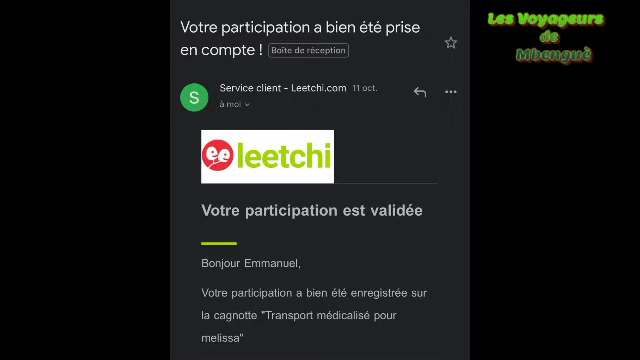 Votre participation a bien été prise
en compte ! Boîte de réception
Les Voyageurs
de
Mbenguè
S
Service client - Leetchi.com 11 oct.
à moi
leetchi
Votre participation est validée
Bonjour Emmanuel,
Votre participation a bien été enregistrée sur
la cagnotte "Transport médicalisé pour
melissa"